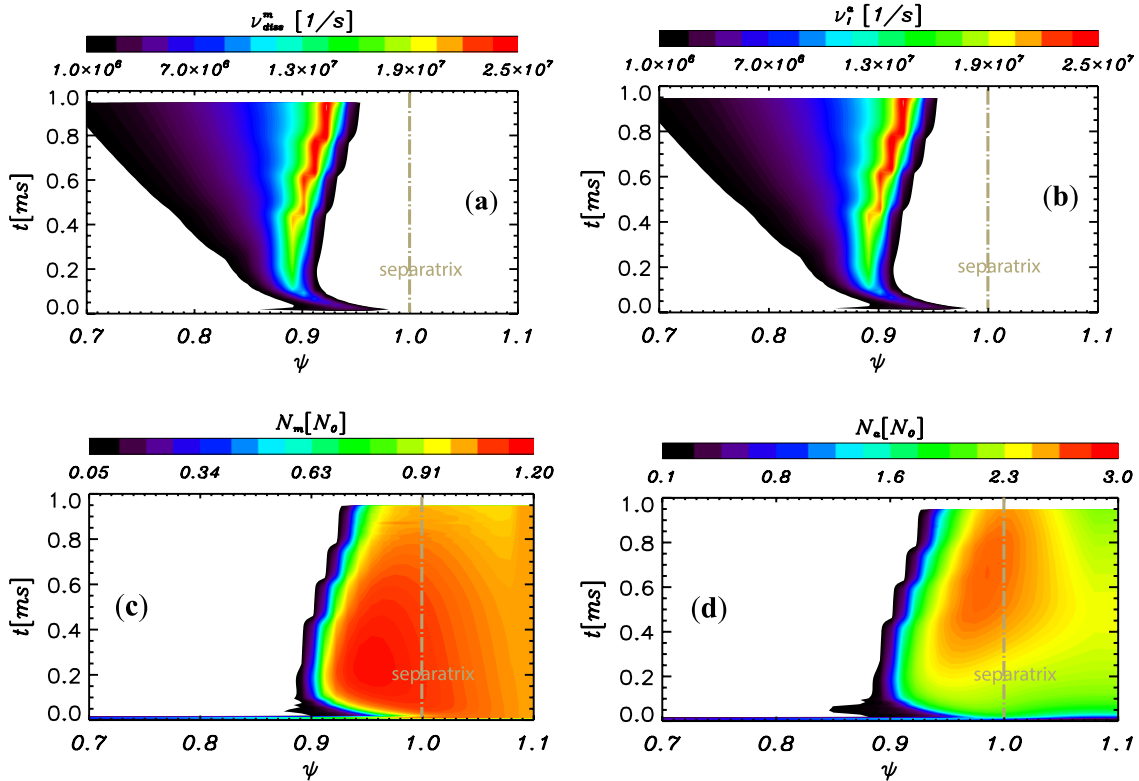 ν^m_diss [1/s]
1.0×10^6 7.0×10^6 1.3×10^7 1.9×10^7 2.5×10^7
1.0
0.8
0.6
0.4
0.2
0.0
t[ms]
(a)
separatrix
0.7 0.8 0.9 1.0 1.1
ψ
ν^a_I [1/s]
1.0×10^6 7.0×10^6 1.3×10^7 1.9×10^7 2.5×10^7
1.0
0.8
0.6
0.4
0.2
0.0
t[ms]
(b)
separatrix
0.7 0.8 0.9 1.0 1.1
ψ
N_m[N_0]
0.05 0.34 0.63 0.91 1.20
1.0
0.8
0.6
0.4
0.2
0.0
t[ms]
(c)
separatrix
0.7 0.8 0.9 1.0 1.1
ψ
N_a[N_0]
0.1 0.8 1.6 2.3 3.0
1.0
0.8
0.6
0.4
0.2
0.0
t[ms]
(d)
separatrix
0.7 0.8 0.9 1.0 1.1
ψ